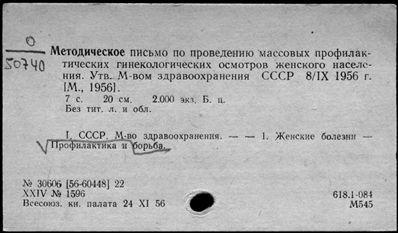 O
50740
Методическое письмо по проведению массовых профилак-
тических гинекологических осмотров женского населе-
ния. Утв. М-вом здравоохранения СССР 8/IX 1956 г.
[М., 1956].
7 с. 20 см. 2.000 экз. Б. ц.
Без тит. л. и обл.
I. СССР. М-во здравоохранения. — — 1. Женские болезни —
Профилактика и борьба.
№ 30606 [56-60448] 22
XXIV № 1596
Всесоюз. кн. палата 24 XI 56
618.1-084
М545